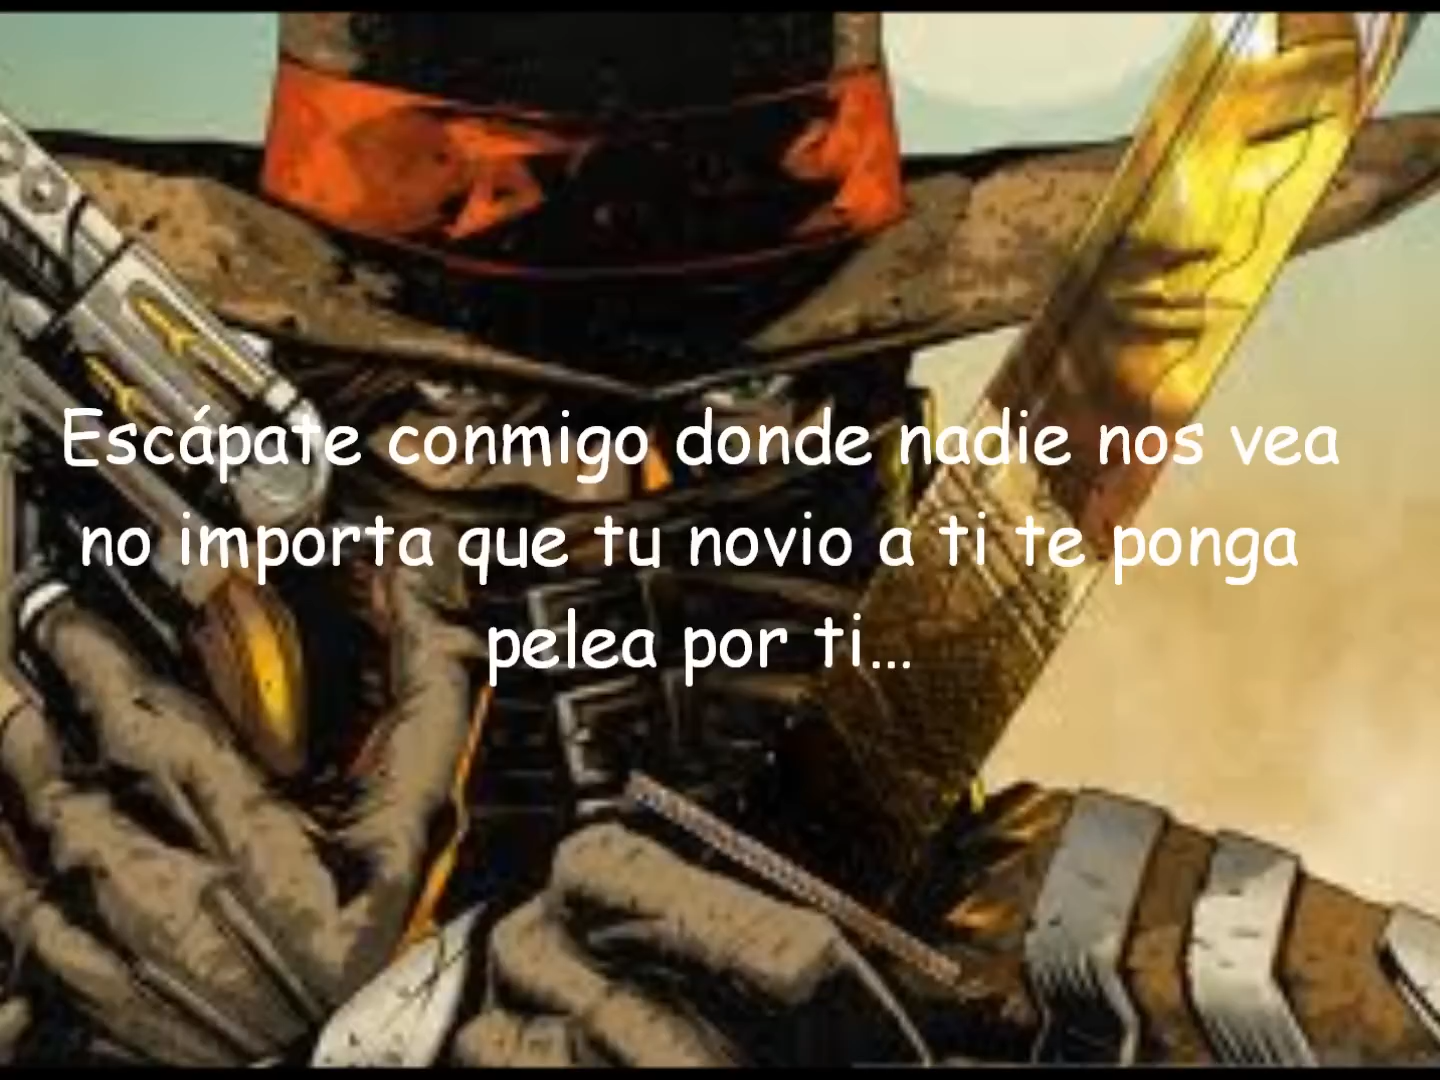 Escápate conmigo donde nadie nos vea
no importa que tu novio a ti te ponga
pelea por ti...